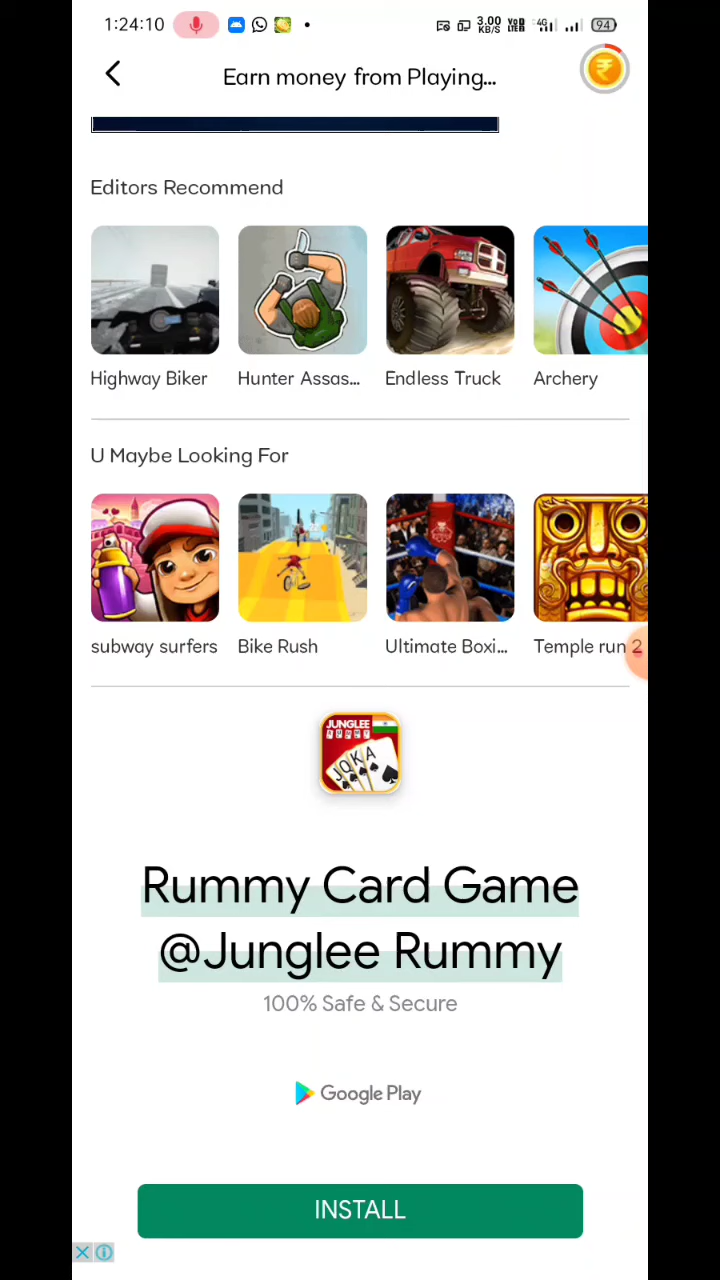 1:24:10
3.00
KB/S
4G
94
Earn money from Playing...
Editors Recommend
Highway Biker
Hunter Assas...
Endless Truck
Archery
U Maybe Looking For
subway surfers
Bike Rush
Ultimate Boxi...
Temple run 2
JUNGLEE
JOKA
Rummy Card Game
@Junglee Rummy
100% Safe & Secure
Google Play
INSTALL